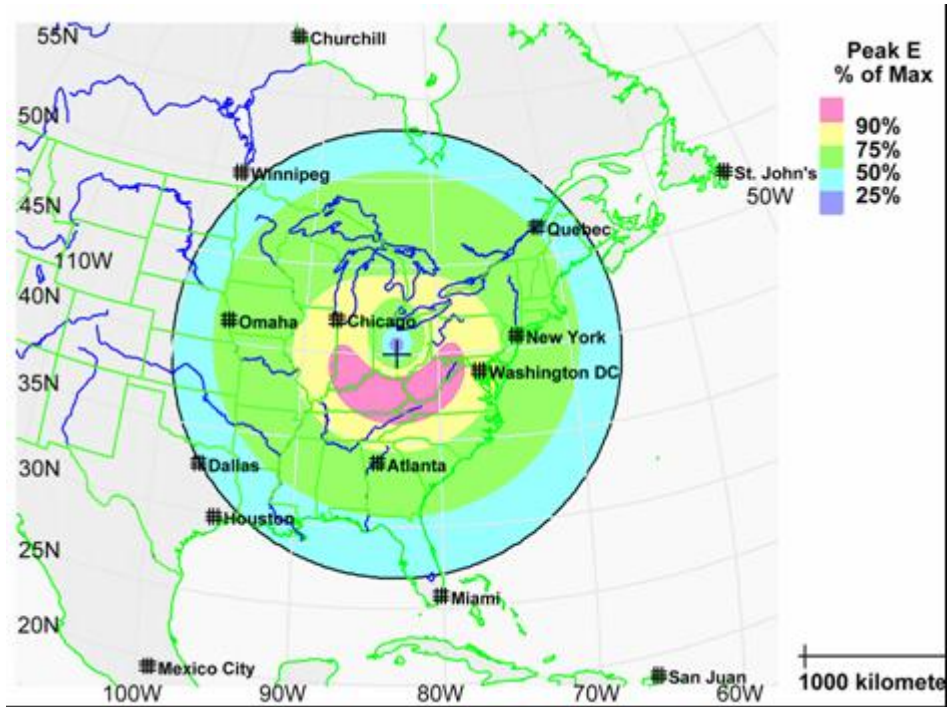 55N
Churchill
Peak E
% of Max
50N
90%
75%
Winnipeg
St. John's
50%
50W
25%
45N
Quebec
110W
40N
Omaha
Chicago
New York
Washington DC
35N
30N
Dallas
Atlanta
Houston
25N
Miami
20N
Mexico City
San Juan
1000 kilomete
100W
90W
80W
70W
60W